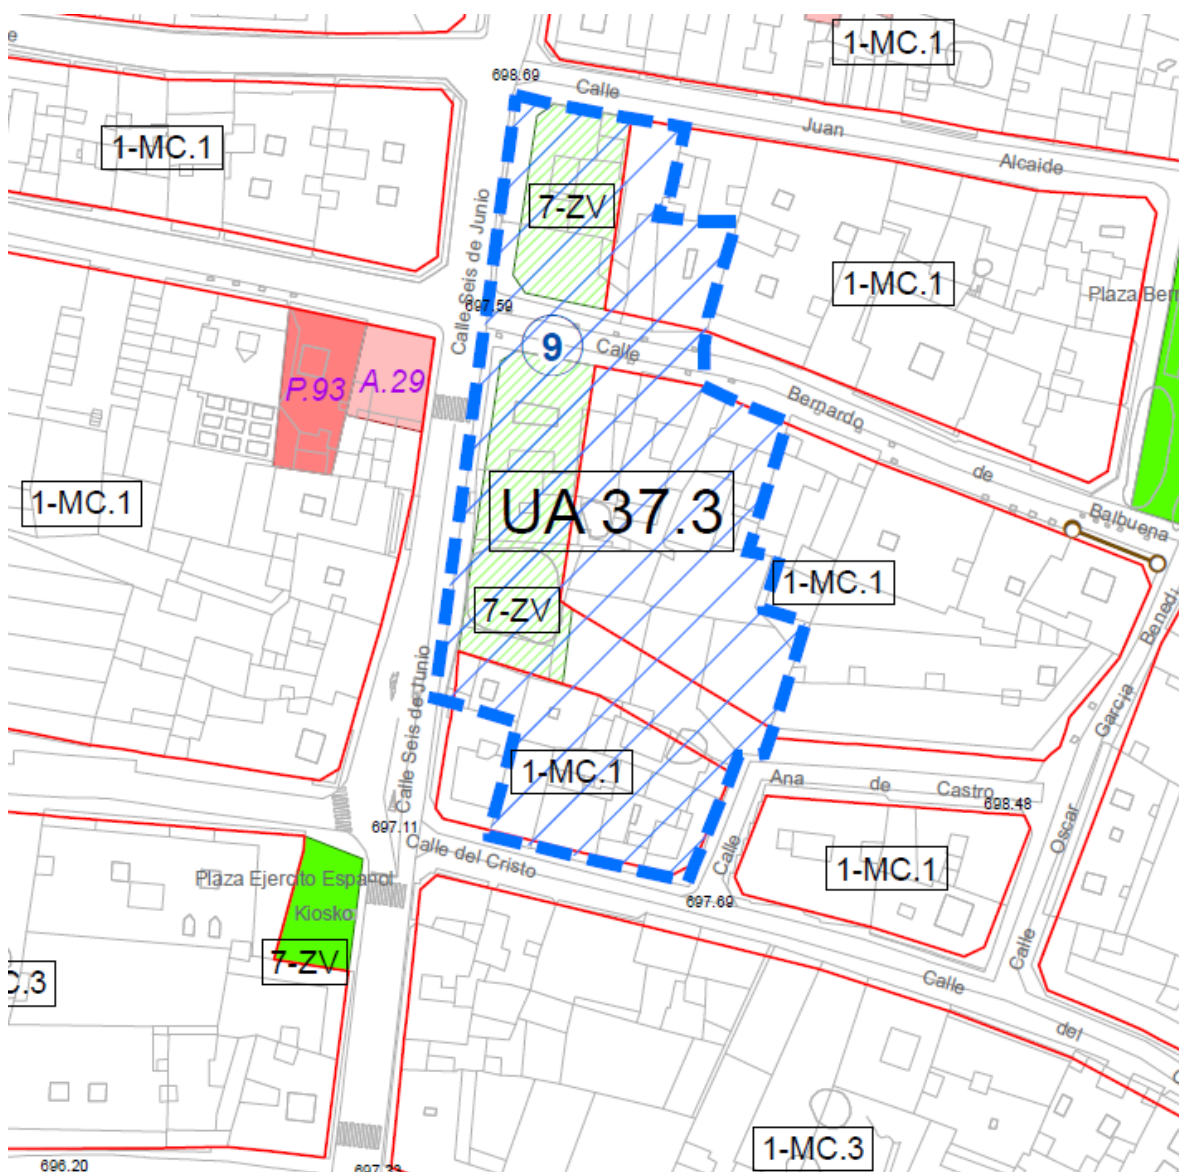 e
1-MC.1
698.69
Calle
Juan
Alcaide
1-MC.1
7-ZV
Calle Seis de Junio
1-MC.1
Plaza Bern
697.59
9
Calle
Bernardo
de
Balbuena
P.93
A.29
1-MC.1
UA 37.3
1-MC.1
7-ZV
Benedi
García
Oscar
Calle
Calle Seis de Junio
1-MC.1
Ana
de
Castro
698.48
697.11
Calle del Cristo
Calle
1-MC.1
Plaza Ejercito Español
Kiosko
697.69
7-ZV
C.3
Calle
del
1-MC.3
696.20